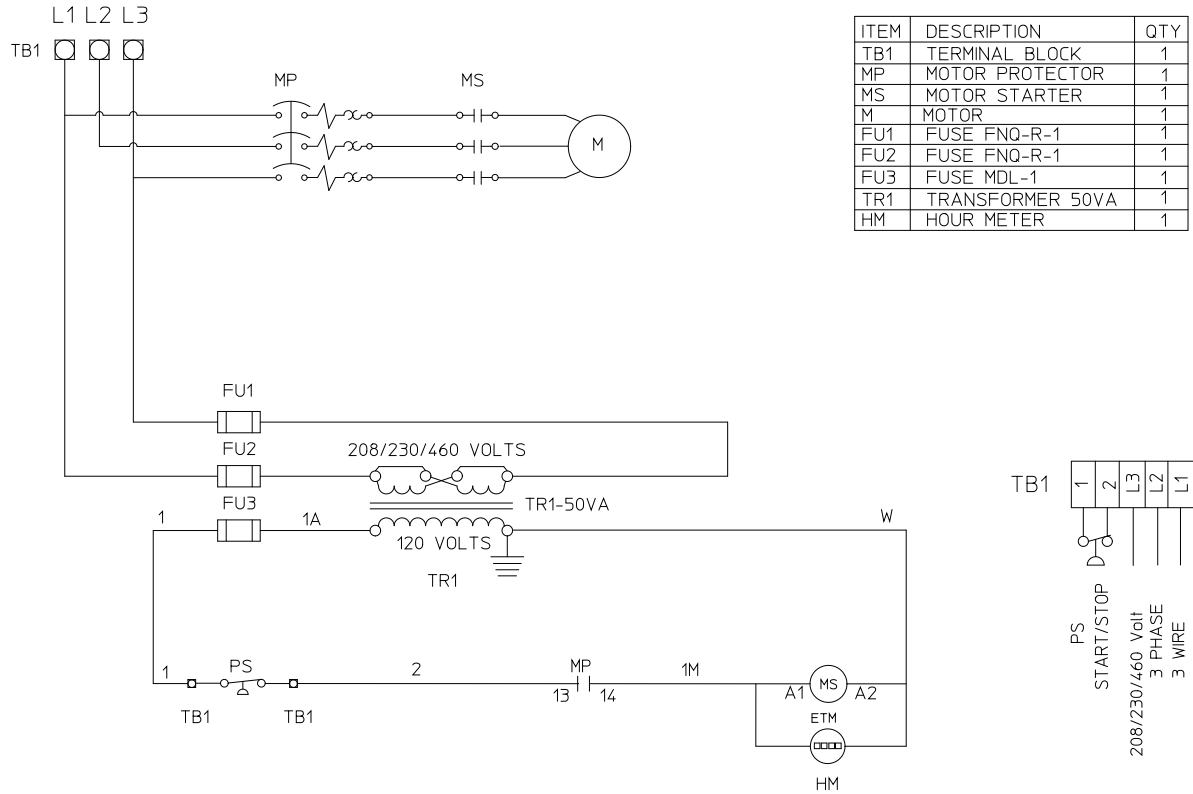 L1 L2 L3
TB1
MP
MS
M
ITEM DESCRIPTION QTY
TB1 TERMINAL BLOCK 1
MP MOTOR PROTECTOR 1
MS MOTOR STARTER 1
M MOTOR 1
FU1 FUSE FNQ-R-1 1
FU2 FUSE FNQ-R-1 1
FU3 FUSE MDL-1 1
TR1 TRANSFORMER 50VA 1
HM HOUR METER 1
FU1
FU2
208/230/460 VOLTS
FU3
TR1-50VA
1
1A
W
120 VOLTS
TR1
1
PS
2
MP
1M
13
14
A1
MS
A2
TB1
TB1
ETM
HM
TB1
1 2 L3 L2 L1
PS
START/STOP
208/230/460 Volt
3 PHASE
3 WIRE